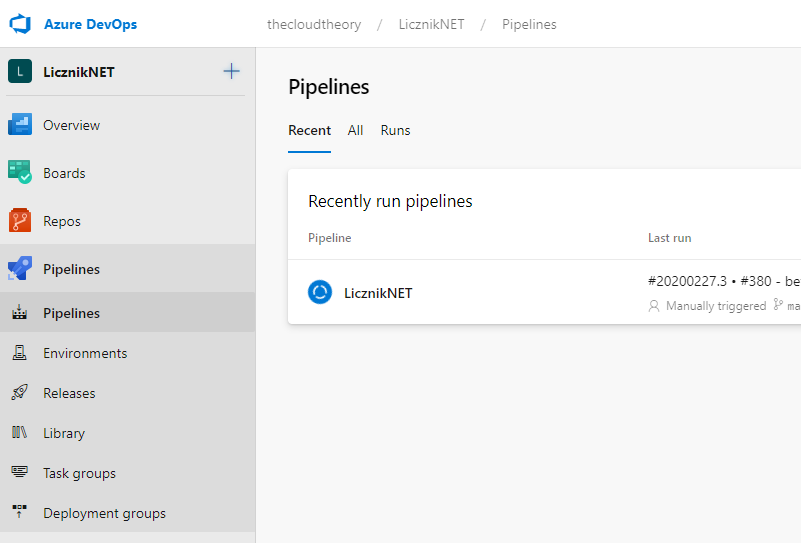 Azure DevOps
thecloudtheory / LicznikNET / Pipelines
L LicznikNET
Overview
Boards
Repos
Pipelines
Pipelines
Environments
Releases
Library
Task groups
Deployment groups
Pipelines
Recent All Runs
Recently run pipelines
Pipeline Last run
LicznikNET
#20200227.3 • #380 -
Manually triggered